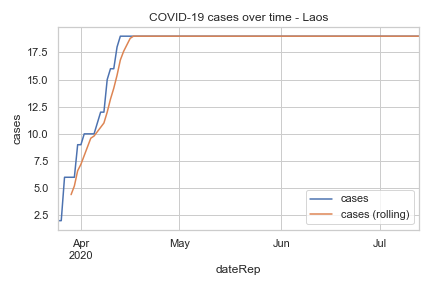 COVID-19 cases over time - Laos
cases
17.5
15.0
12.5
10.0
7.5
5.0
2.5
cases
cases (rolling)
Apr
2020
May
Jun
Jul
dateRep